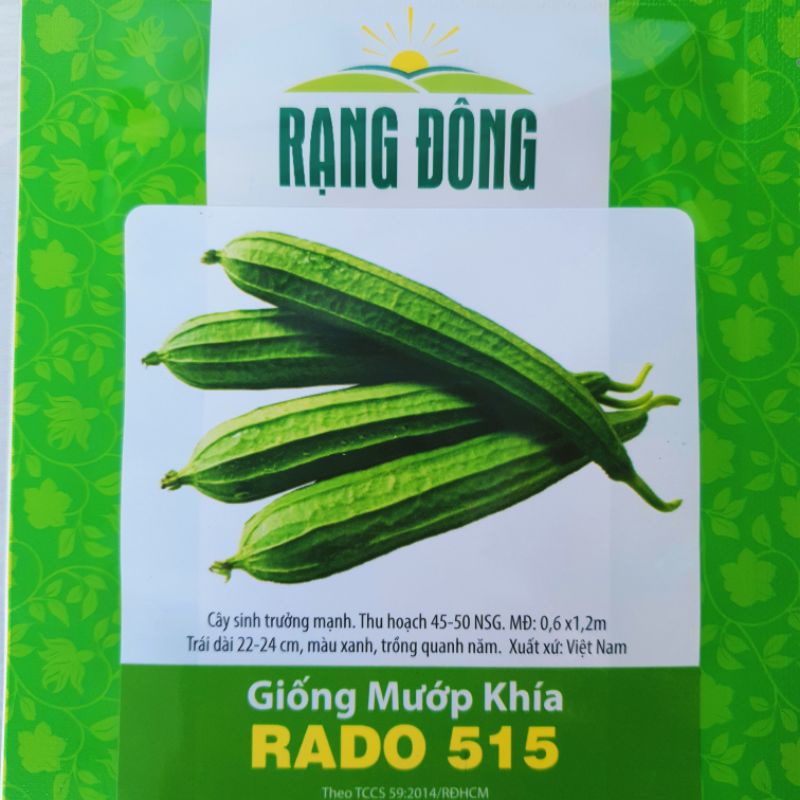 RẠNG ĐÔNG
Cây sinh trưởng mạnh. Thu hoạch 45-50 NSG. MĐ: 0,6 x1,2m
Trái dài 22-24 cm, màu xanh, trồng quanh năm. Xuất xứ: Việt Nam
Giống Mướp Khía
RADO 515
Theo TCCS 59:2014/RĐHCM